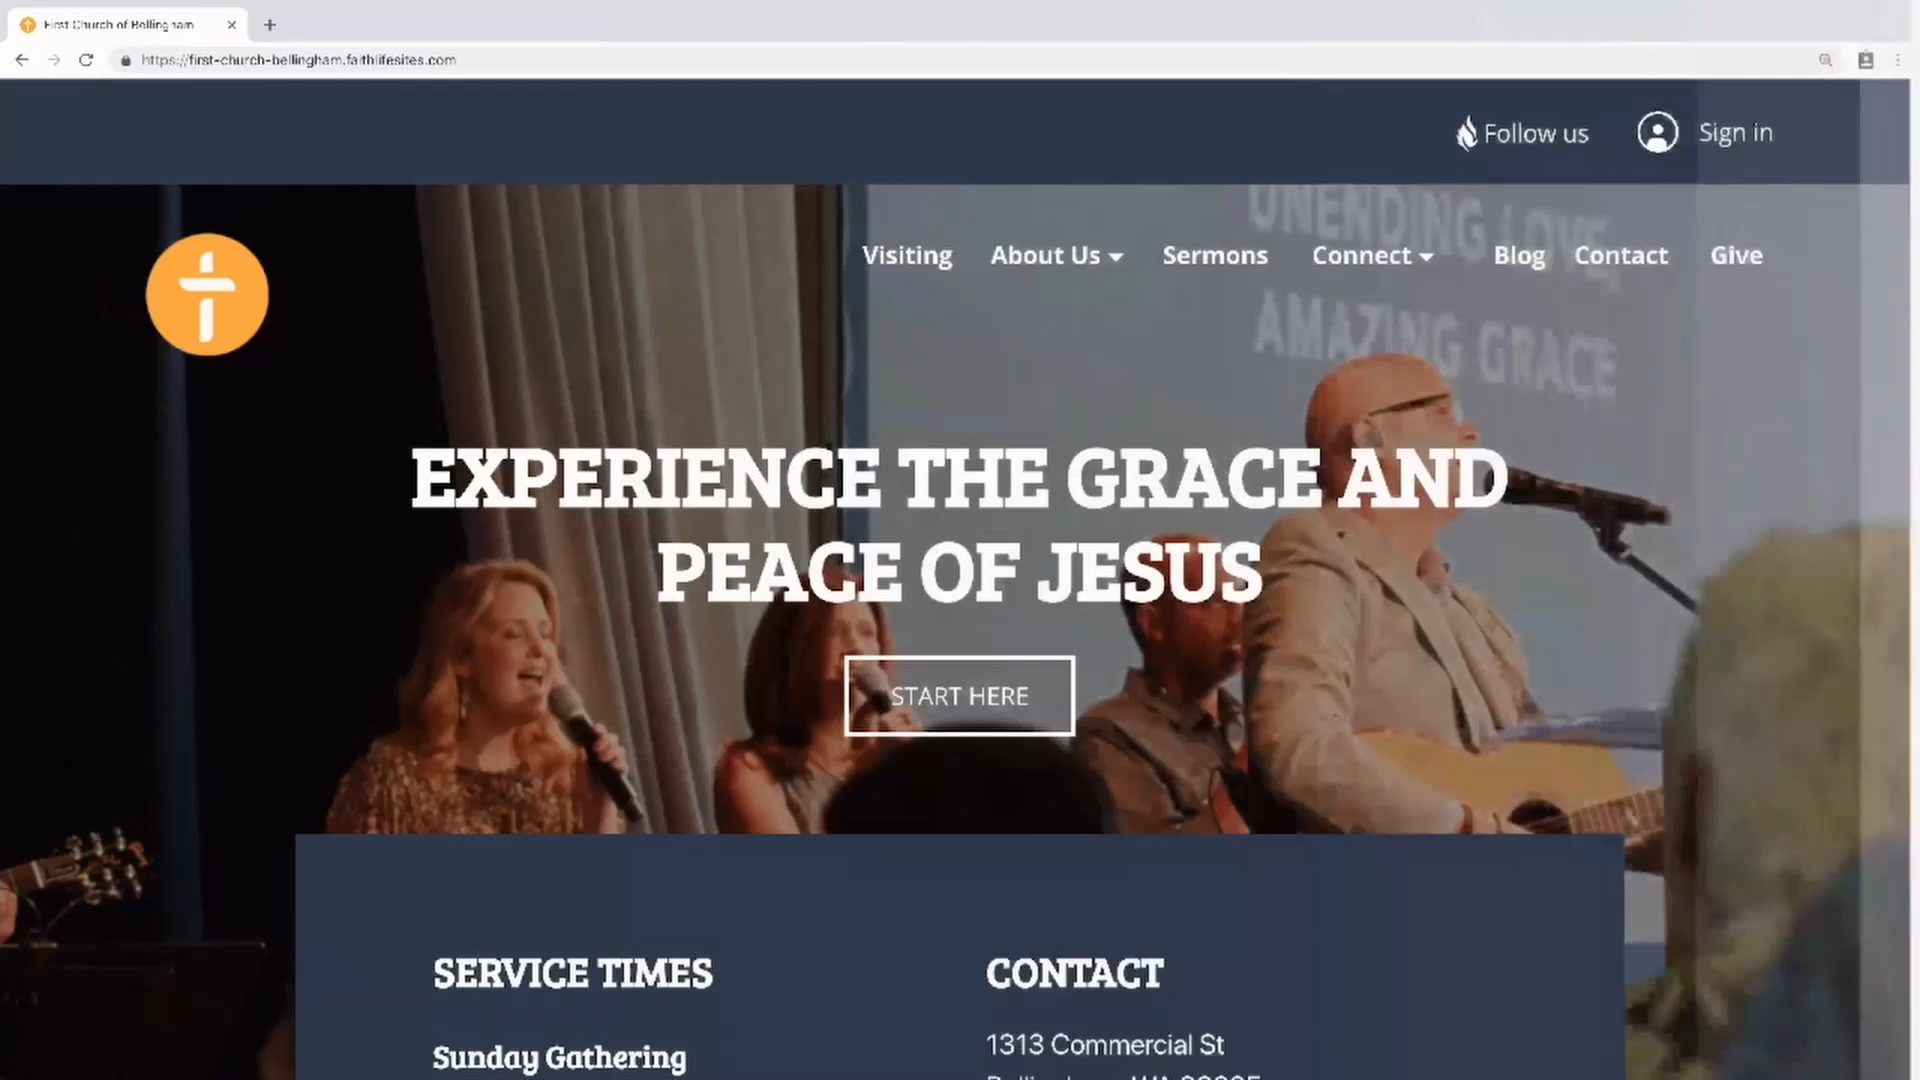 First Church of Bellingham
https://first-church-bellingham.faithlifesites.com
Follow us
Sign in
Visiting
About Us
Sermons
Connect
Blog
Contact
Give
UNENDING LOVE,
AMAZING GRACE
EXPERIENCE THE GRACE AND
PEACE OF JESUS
START HERE
SERVICE TIMES
CONTACT
Sunday Gathering
1313 Commercial St